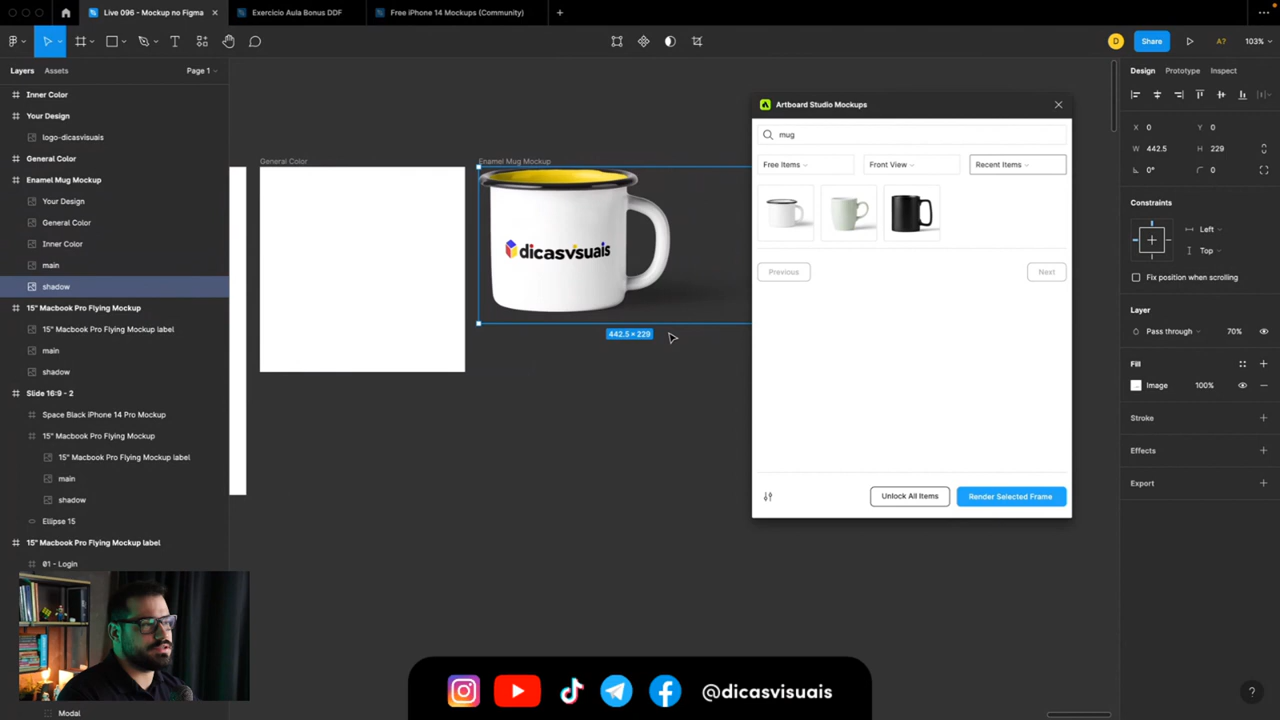 Live 096 - Mockup no Figma
Exercício Aula Bonus DDF
Free iPhone 14 Mockups (Community)
Share
A?
103%
D
Layers
Assets
Page 1
Inner Color
Your Design
logo-dicasvisuais
General Color
Enamel Mug Mockup
Your Design
General Color
Inner Color
main
shadow
15" Macbook Pro Flying Mockup
15" Macbook Pro Flying Mockup label
main
shadow
Slide 16:9 - 2
Space Black iPhone 14 Pro Mockup
15" Macbook Pro Flying Mockup
15" Macbook Pro Flying Mockup label
main
shadow
Ellipse 15
15" Macbook Pro Flying Mockup label
01 - Login
Modal
General Color
Enamel Mug Mockup
dicasvisuais
442.5 × 229
Artboard Studio Mockups
mug
Free Items
Front View
Recent Items
Previous
Next
Unlock All Items
Render Selected Frame
Design
Prototype
Inspect
X 0
Y 0
W 442.5
H 229
0°
0
Constraints
Left
Top
Fix position when scrolling
Layer
Pass through
70%
Fill
Image
100%
Stroke
Effects
Export
?
@dicasvisuais